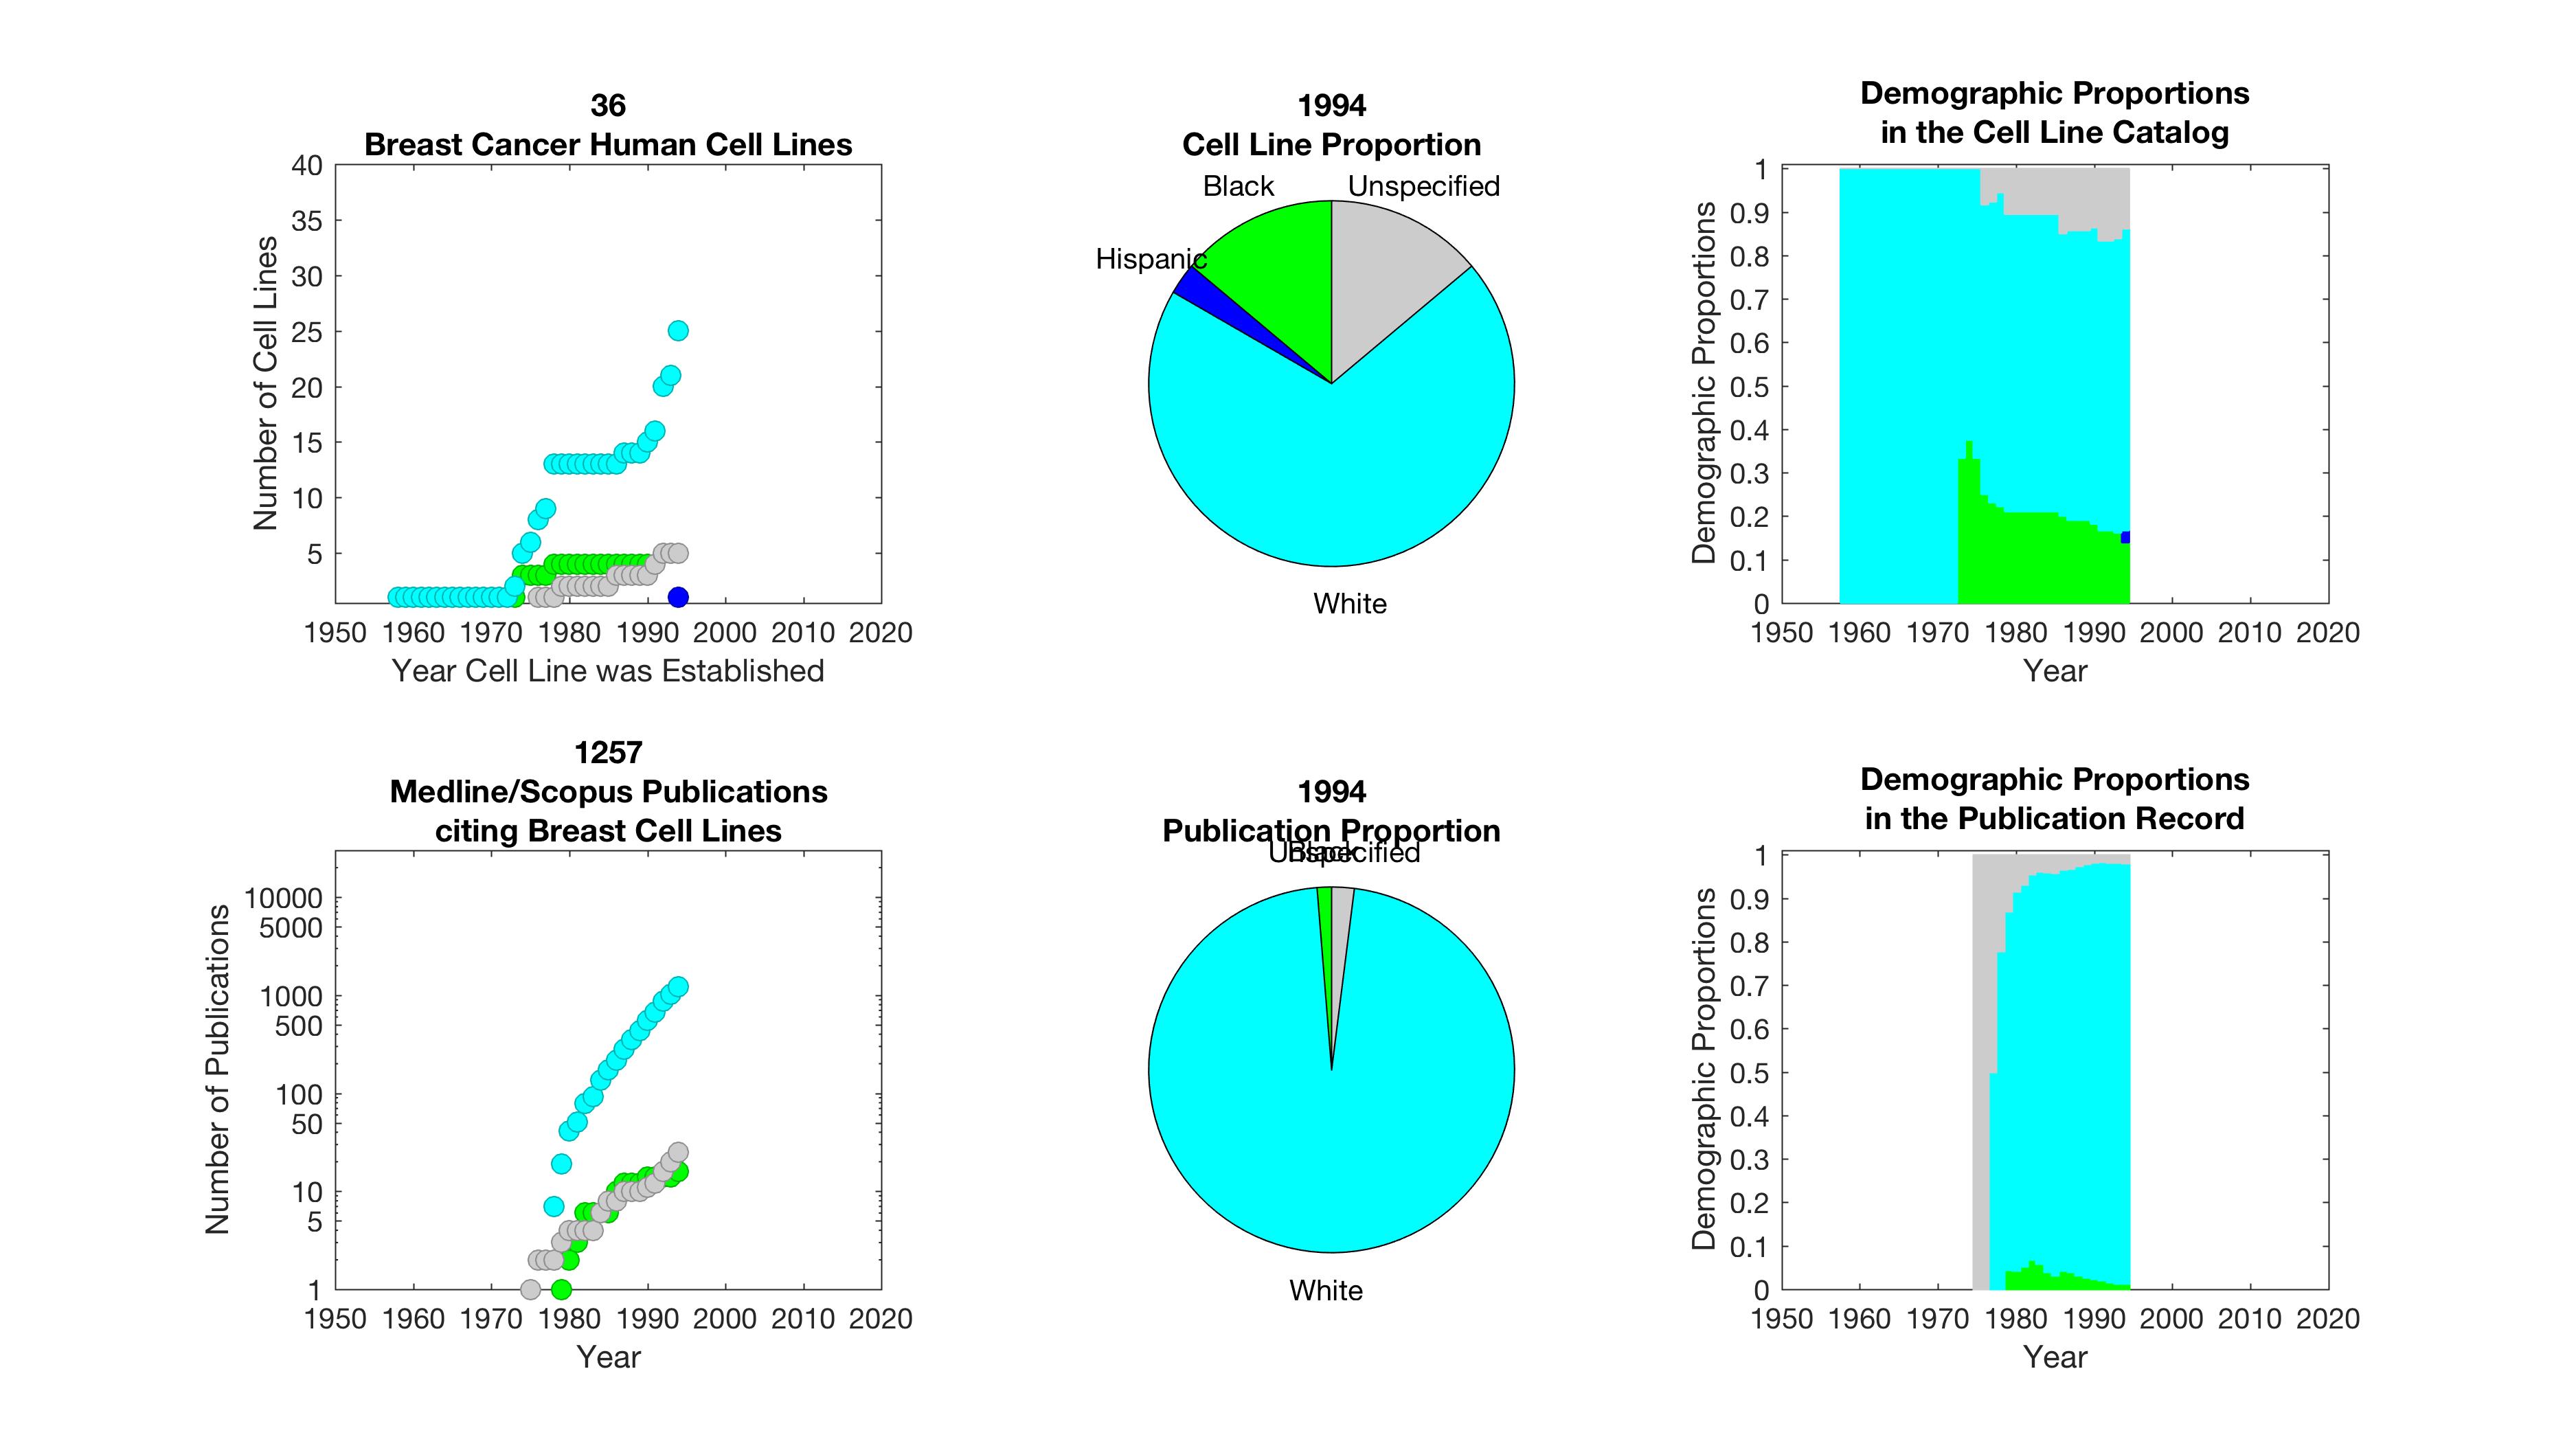 36
Breast Cancer Human Cell Lines
40
35
30
25
20
15
10
5
Number of Cell Lines
1950 1960 1970 1980 1990 2000 2010 2020
Year Cell Line was Established
1994
Cell Line Proportion
Black
Unspecified
Hispanic
White
Demographic Proportions
in the Cell Line Catalog
1
0.9
0.8
0.7
0.6
0.5
0.4
0.3
0.2
0.1
0
Demographic Proportions
1950 1960 1970 1980 1990 2000 2010 2020
Year
1257
Medline/Scopus Publications
citing Breast Cell Lines
10000
5000
1000
500
100
50
10
5
1
Number of Publications
1950 1960 1970 1980 1990 2000 2010 2020
Year
1994
Publication Proportion
Black
Unspecified
White
Demographic Proportions
in the Publication Record
1
0.9
0.8
0.7
0.6
0.5
0.4
0.3
0.2
0.1
0
Demographic Proportions
1950 1960 1970 1980 1990 2000 2010 2020
Year